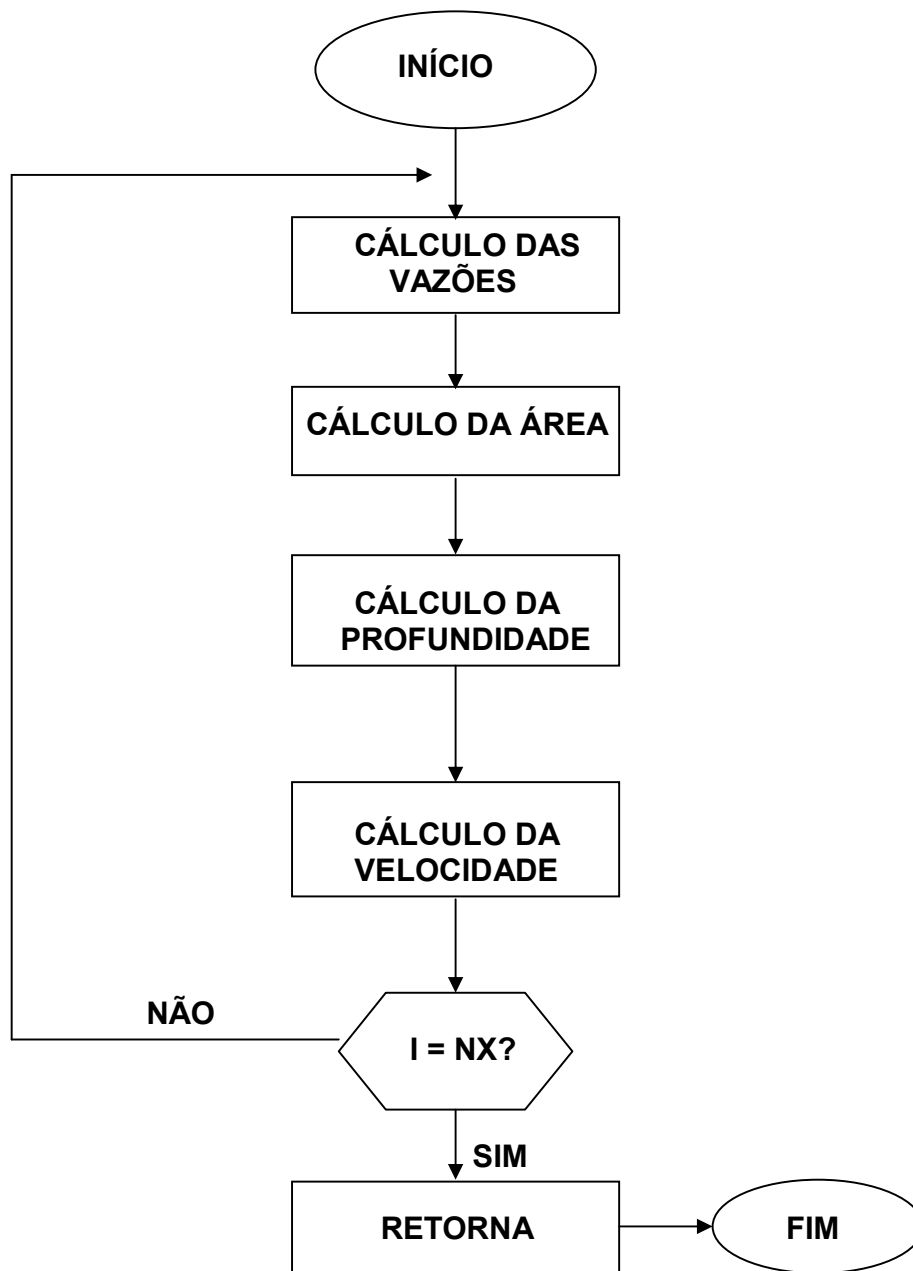 INÍCIO
CÁLCULO DAS
VAZÕES
CÁLCULO DA ÁREA
CÁLCULO DA
PROFUNDIDADE
CÁLCULO DA
VELOCIDADE
NÃO
I = NX?
SIM
RETORNA
FIM